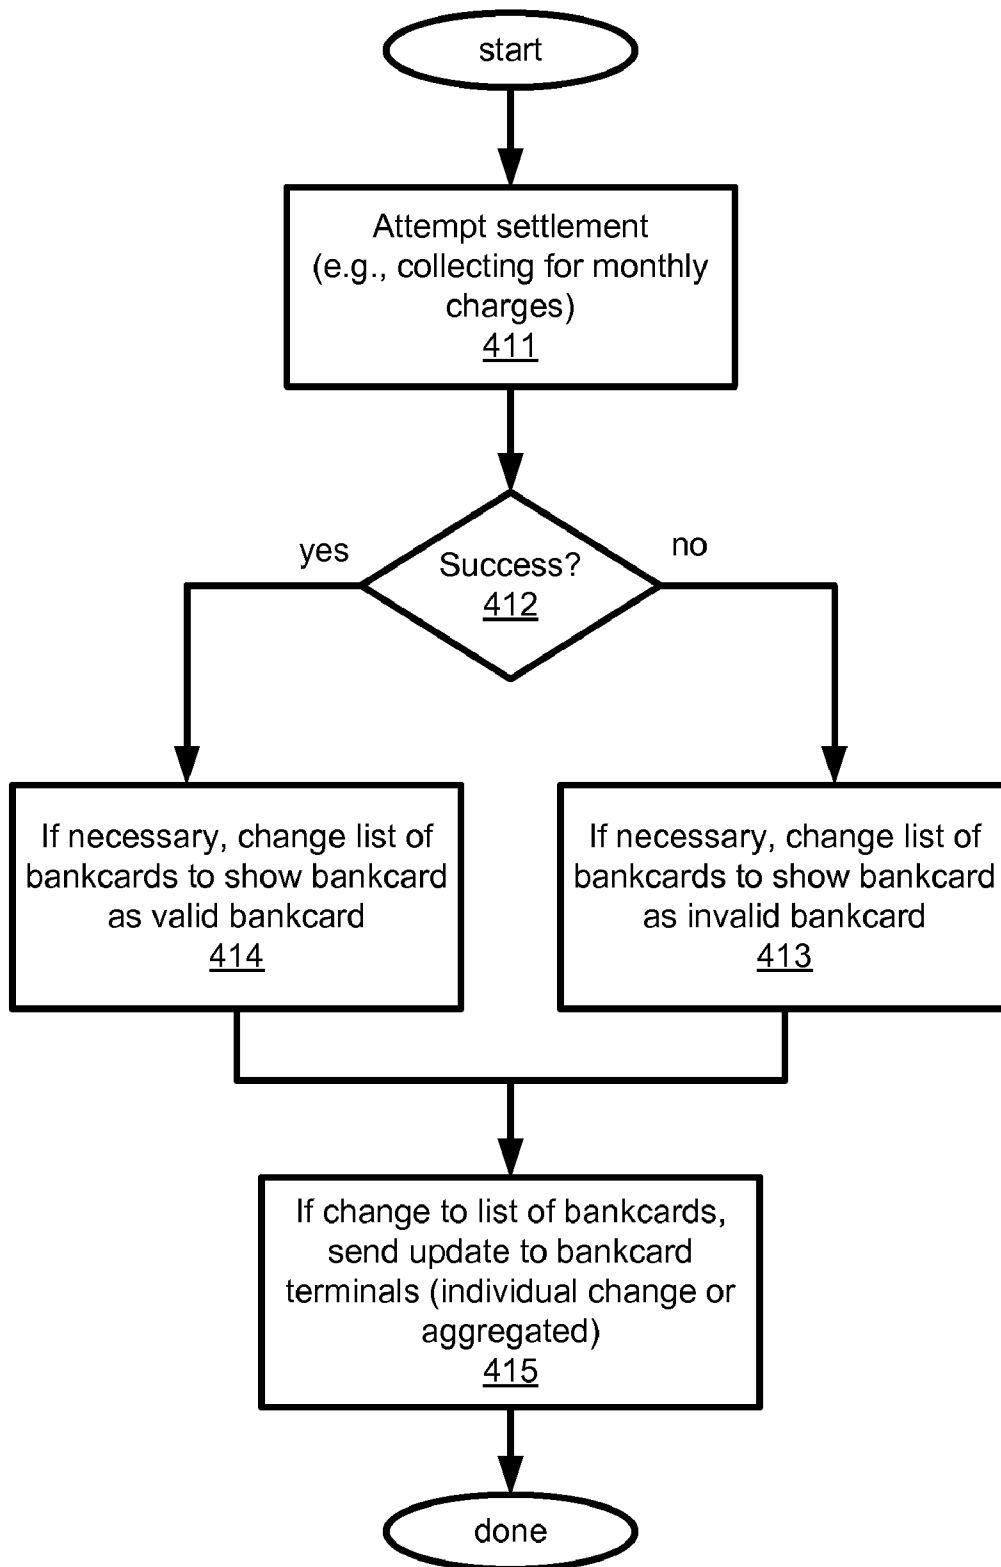 start
Attempt settlement
(e.g., collecting for monthly
charges)
411
yes
no
Success?
412
If necessary, change list of
bankcards to show bankcard
as valid bankcard
414
If necessary, change list of
bankcards to show bankcard
as invalid bankcard
413
If change to list of bankcards,
send update to bankcard
terminals (individual change or
aggregated)
415
done